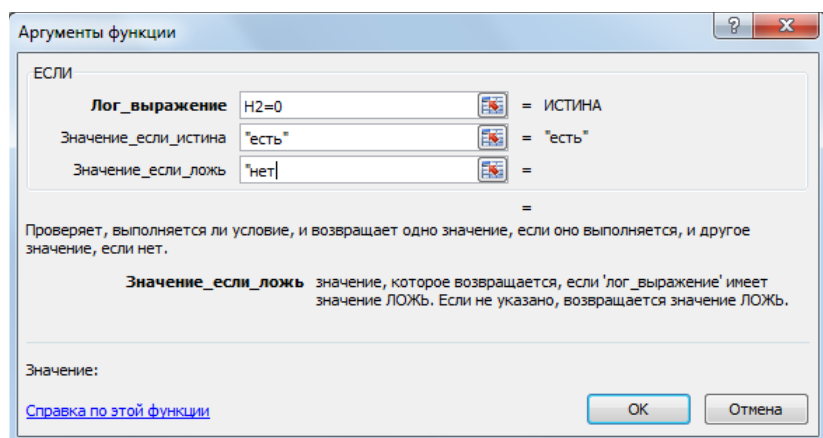 Аргументы функции
ЕСЛИ
Лог_выражение H2=0 = ИСТИНА
Значение_если_истина "есть" = "есть"
Значение_если_ложь "нет =
=
Проверяет, выполняется ли условие, и возвращает одно значение, если оно выполняется, и другое
значение, если нет.
Значение_если_ложь значение, которое возвращается, если 'лог_выражение' имеет
значение ЛОЖЬ. Если не указано, возвращается значение ЛОЖЬ.
Значение:
Справка по этой функции OK Отмена